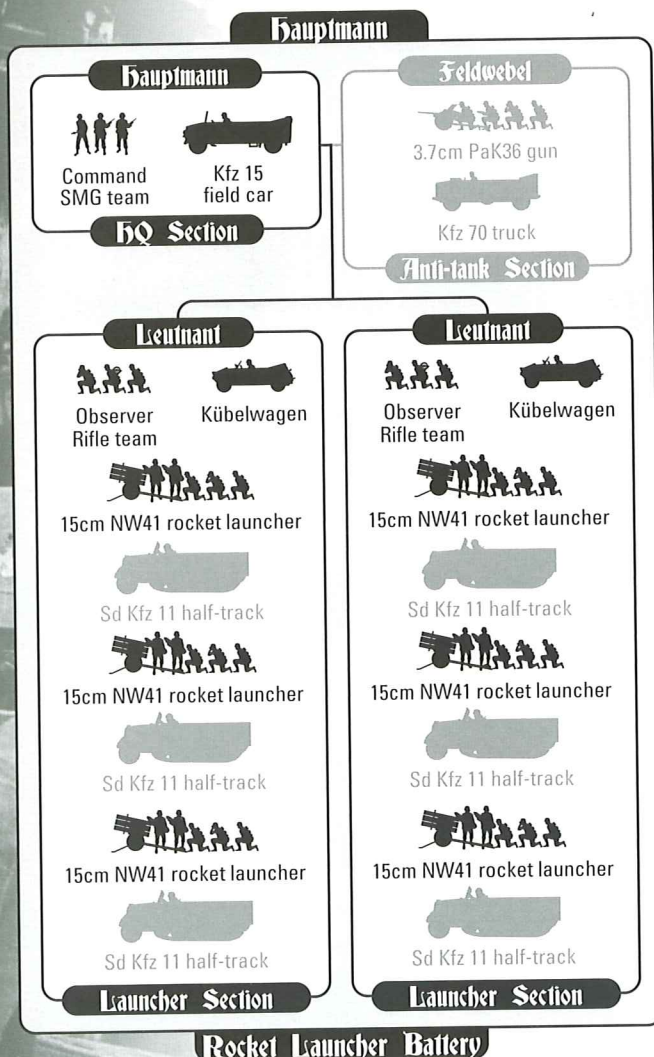 Hauptmann
Hauptmann
Command
SMG team
Kfz 15
field car
HQ Section
Feldwebel
3.7cm PaK36 gun
Kfz 70 truck
Anti-tank Section
Leutnant
Observer
Rifle team
Kübelwagen
15cm NW41 rocket launcher
Sd Kfz 11 half-track
15cm NW41 rocket launcher
Sd Kfz 11 half-track
15cm NW41 rocket launcher
Sd Kfz 11 half-track
Launcher Section
Leutnant
Observer
Rifle team
Kübelwagen
15cm NW41 rocket launcher
Sd Kfz 11 half-track
15cm NW41 rocket launcher
Sd Kfz 11 half-track
15cm NW41 rocket launcher
Sd Kfz 11 half-track
Launcher Section
Rocket Launcher Battery